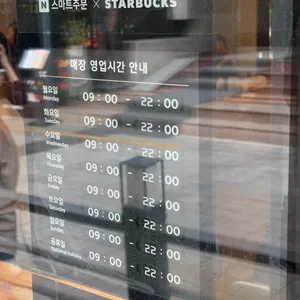 N 스마트주문 × STARBUCKS
매장 영업시간 안내
월요일 Monday 09:00 - 22:00
화요일 Tuesday 09:00 - 22:00
수요일 Wednesday 09:00 - 22:00
목요일 Thursday 09:00 - 22:00
금요일 Friday 09:00 - 22:00
토요일 Saturday 09:00 - 22:00
일요일 Sunday 09:00 - 22:00
공휴일 National holiday 09:00 - 22:00